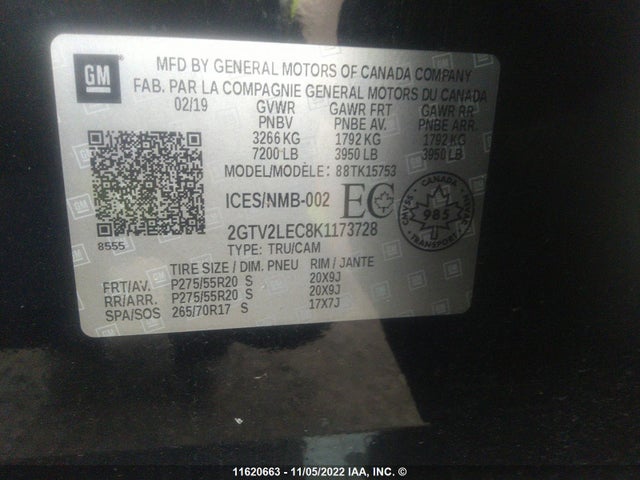 GM
MFD BY GENERAL MOTORS OF CANADA COMPANY
FAB. PAR LA COMPAGNIE GENERAL MOTORS DU CANADA
02/19 GVWR GAWR FRT GAWR RR
PNBV PNBE AV. PNBE ARR.
3266 KG 1792 KG 1792 KG
7200 LB 3950 LB 3950 LB
MODEL/MODÈLE: 88TK15753
ICES/NMB-002 EC
CANADA
985
TRANSPORT
8555
2GTV2LEC8K1173728
TYPE: TRU/CAM
TIRE SIZE / DIM. PNEU RIM / JANTE
FRT/AV. P275/55R20 S 20X9J
RR/ARR. P275/55R20 S 20X9J
SPA/SOS 265/70R17 S 17X7J
11620663 - 11/05/2022 IAA, INC. ©